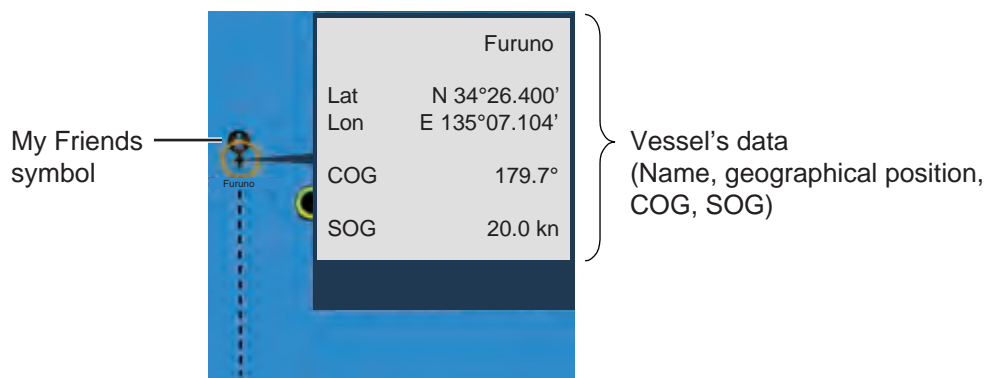 Furuno
Lat N 34°26.400’
Lon E 135°07.104’
COG 179.7°
SOG 20.0 kn
My Friends
symbol
Furuno
Vessel’s data
(Name, geographical position,
COG, SOG)